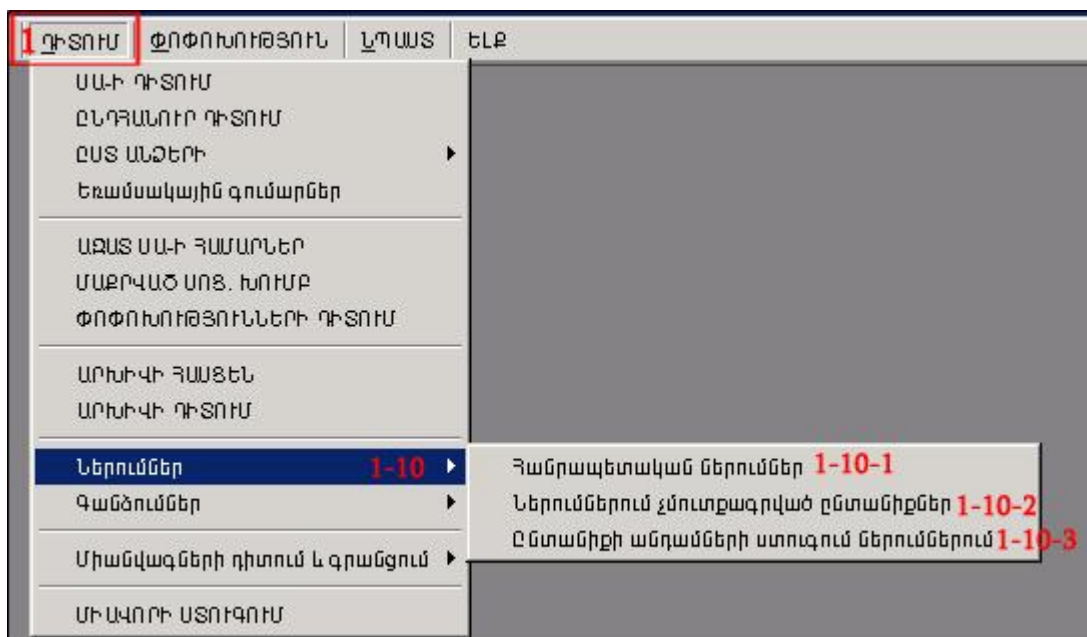 1 ԴԻՏՈՒՄ ՓՈՓՈԽՈՒԹՅՈՒՆ ՆՊԱՍՏ ԵԼՔ
ՍԱ-Ի ԴԻՏՈՒՄ
ԸՆԴՀԱՆՈՒՐ ԴԻՏՈՒՄ
ԸՍՏ ԱՆՁԵՐԻ
Եռամսակային գումարներ
ԱԶԱՏ ՍԱ-Ի ՀԱՄԱՐՆԵՐ
ՄԱՔՐՎԱԾ ՍՈՑ. ԽՈՒՄԲ
ՓՈՓՈԽՈՒԹՅՈՒՆՆԵՐԻ ԴԻՏՈՒՄ
ԱՐԽԻՎԻ ՀԱՍՑԵՆ
ԱՐԽԻՎԻ ԴԻՏՈՒՄ
Ներումներ 1-10
Գանձումներ
Միանվագների դիտում և գրանցում
ՄԻԱՎՈՐԻ ՍՏՈՒԳՈՒՄ
Հանրապետական ներումներ 1-10-1
Ներումներում չմուտքագրված ընտանիքներ 1-10-2
Ընտանիքի անդամների ստուգում ներումներում 1-10-3